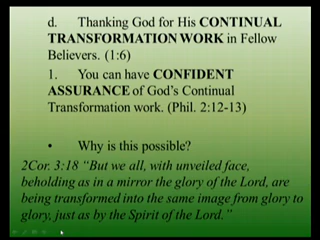 d. Thanking God for His CONTINUAL
TRANSFORMATION WORK in Fellow
Believers. (1:6)
1. You can have CONFIDENT
ASSURANCE of God's Continual
Transformation work. (Phil. 2:12-13)
• Why is this possible?
2Cor. 3:18 "But we all, with unveiled face,
beholding as in a mirror the glory of the Lord, are
being transformed into the same image from glory to
glory, just as by the Spirit of the Lord."